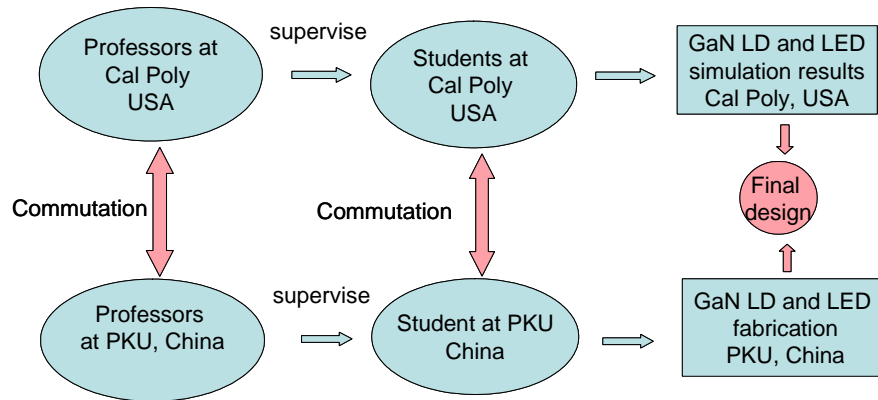 Professors at
Cal Poly
USA
supervise
Students at
Cal Poly
USA
GaN LD and LED
simulation results
Cal Poly, USA
Commutation
Commutation
Final
design
Professors
at PKU, China
supervise
Student at PKU
China
GaN LD and LED
fabrication
PKU, China